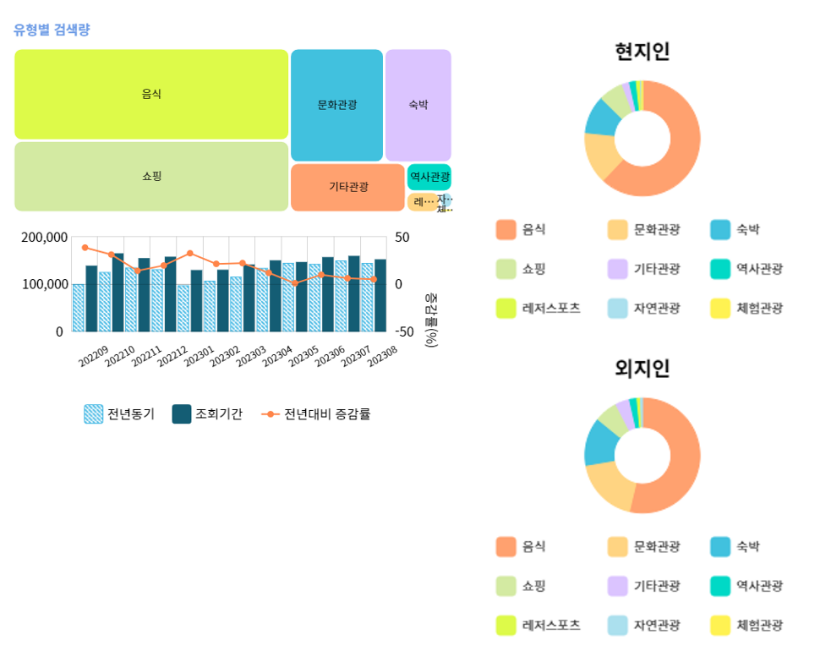 유형별 검색량
음식
문화관광
숙박
쇼핑
기타관광
역사관광
레…
자…
체…
200,000
100,000
0
50
0
-50
증감률(%)
202209
202210
202211
202212
202301
202302
202303
202304
202305
202306
202307
202308
전년동기
조회기간
전년대비 증감률
현지인
음식
문화관광
숙박
쇼핑
기타관광
역사관광
레저스포츠
자연관광
체험관광
외지인
음식
문화관광
숙박
쇼핑
기타관광
역사관광
레저스포츠
자연관광
체험관광